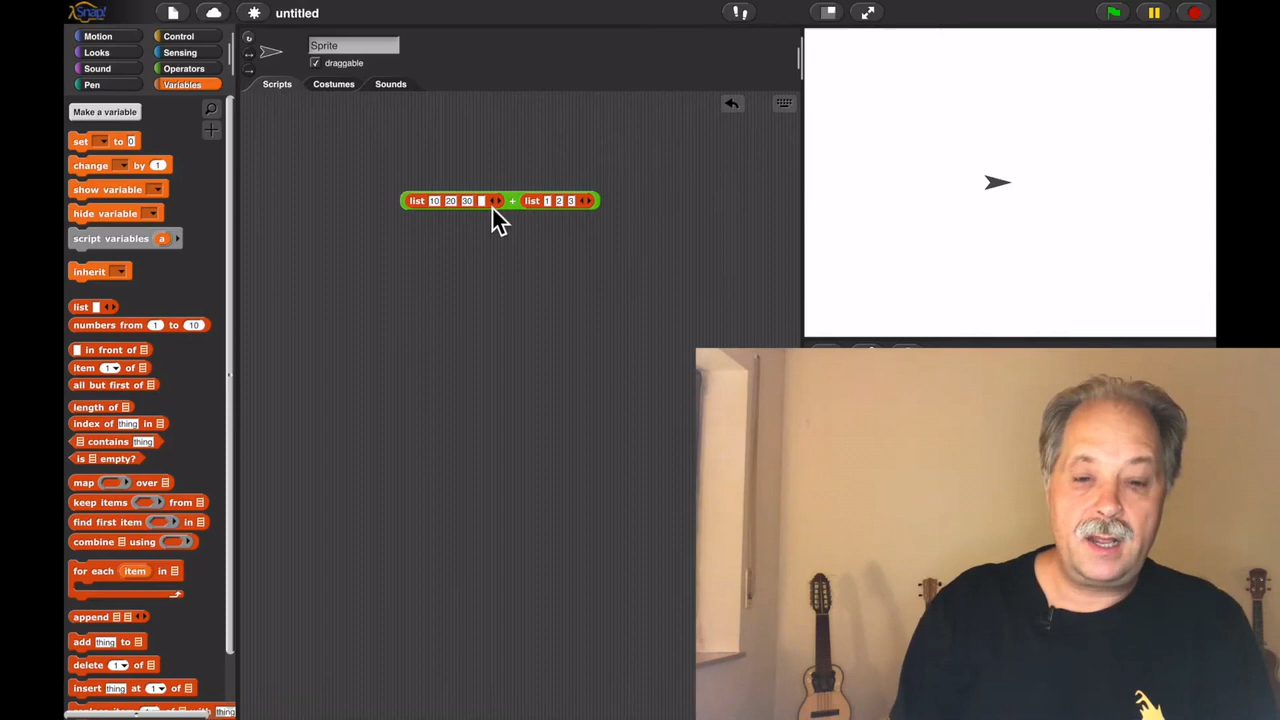 Snap!
untitled
Motion
Control
Looks
Sensing
Sound
Operators
Pen
Variables
Sprite
draggable
Scripts
Costumes
Sounds
Make a variable
set to 0
change by 1
show variable
hide variable
script variables a
inherit
list
numbers from 1 to 10
in front of
item 1 of
all but first of
length of
index of thing in
contains thing
is empty?
map over
keep items from
find first item in
combine using
for each item in
append
add thing to
delete 1 of
insert thing at 1 of
list 10 20 30 + list 1 2 3